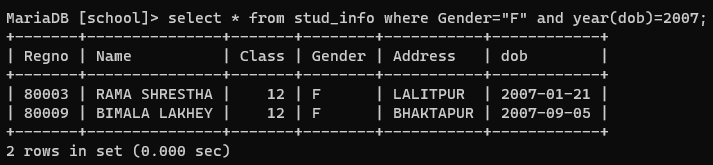 MariaDB [school]> select * from stud_info where Gender="F" and year(dob)=2007;
+-------+---------------+-------+--------+-----------+------------+
| Regno | Name          | Class | Gender | Address   | dob        |
+-------+---------------+-------+--------+-----------+------------+
| 80003 | RAMA SHRESTHA |    12 | F      | LALITPUR  | 2007-01-21 |
| 80009 | BIMALA LAKHEY |    12 | F      | BHAKTAPUR | 2007-09-05 |
+-------+---------------+-------+--------+-----------+------------+
2 rows in set (0.000 sec)